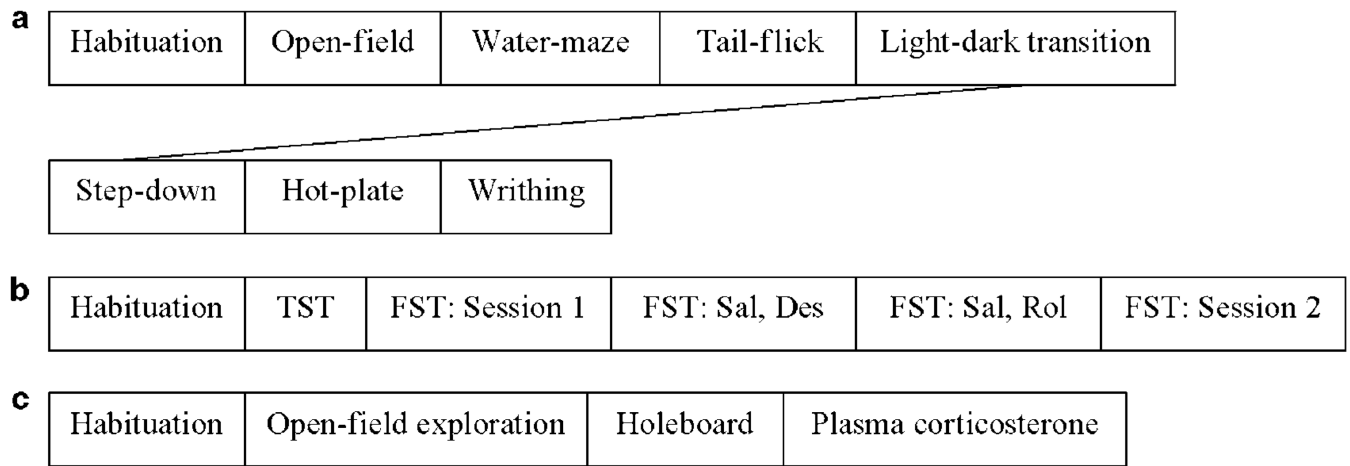 a
Habituation Open-field Water-maze Tail-flick Light-dark transition
Step-down Hot-plate Writhing
b
Habituation TST FST: Session 1 FST: Sal, Des FST: Sal, Rol FST: Session 2
c
Habituation Open-field exploration Holeboard Plasma corticosterone